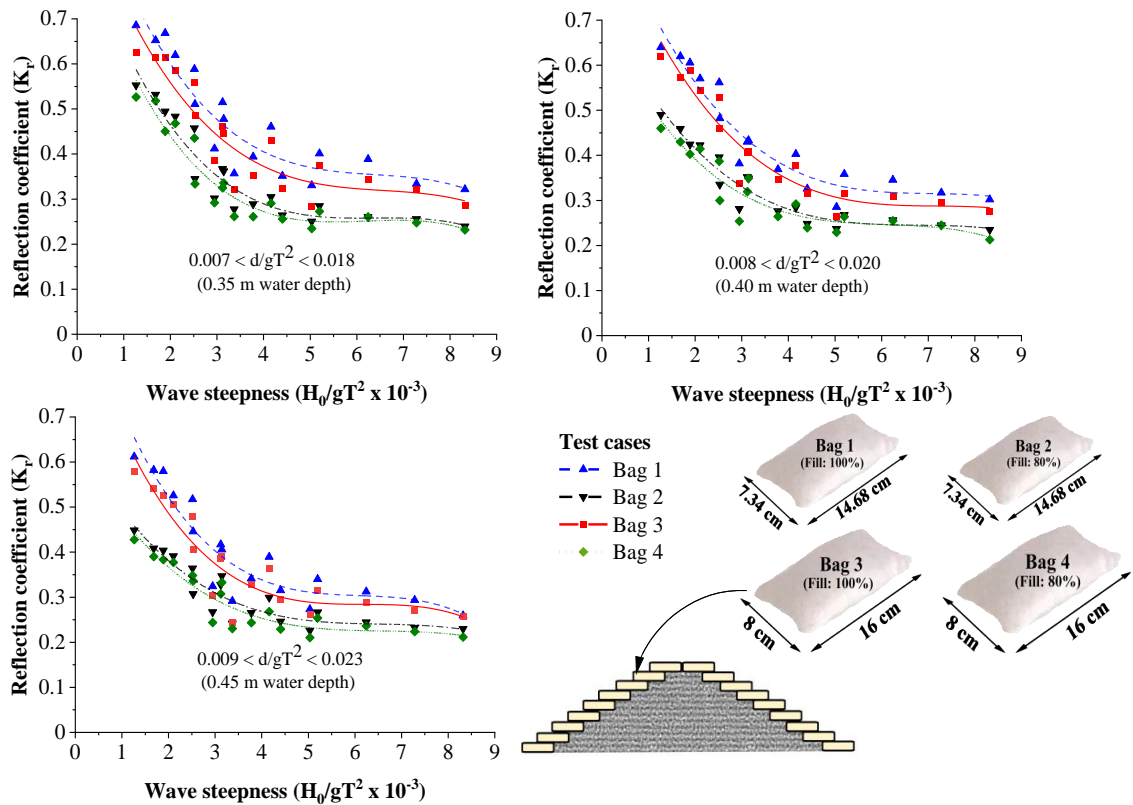 Reflection coefficient (Kr)
0.7
0.6
0.5
0.4
0.3
0.2
0.1
0
0.007 < d/gT² < 0.018
(0.35 m water depth)
0 1 2 3 4 5 6 7 8 9
Wave steepness (H₀/gT² x 10⁻³)
Reflection coefficient (Kr)
0.7
0.6
0.5
0.4
0.3
0.2
0.1
0
0.008 < d/gT² < 0.020
(0.40 m water depth)
0 1 2 3 4 5 6 7 8 9
Wave steepness (H₀/gT² x 10⁻³)
Reflection coefficient (Kr)
0.7
0.6
0.5
0.4
0.3
0.2
0.1
0
0.009 < d/gT² < 0.023
(0.45 m water depth)
0 1 2 3 4 5 6 7 8 9
Wave steepness (H₀/gT² x 10⁻³)
Test cases
Bag 1
Bag 2
Bag 3
Bag 4
Bag 1
(Fill: 100%)
7.34 cm
14.68 cm
Bag 2
(Fill: 80%)
7.34 cm
14.68 cm
Bag 3
(Fill: 100%)
8 cm
16 cm
Bag 4
(Fill: 80%)
8 cm
16 cm